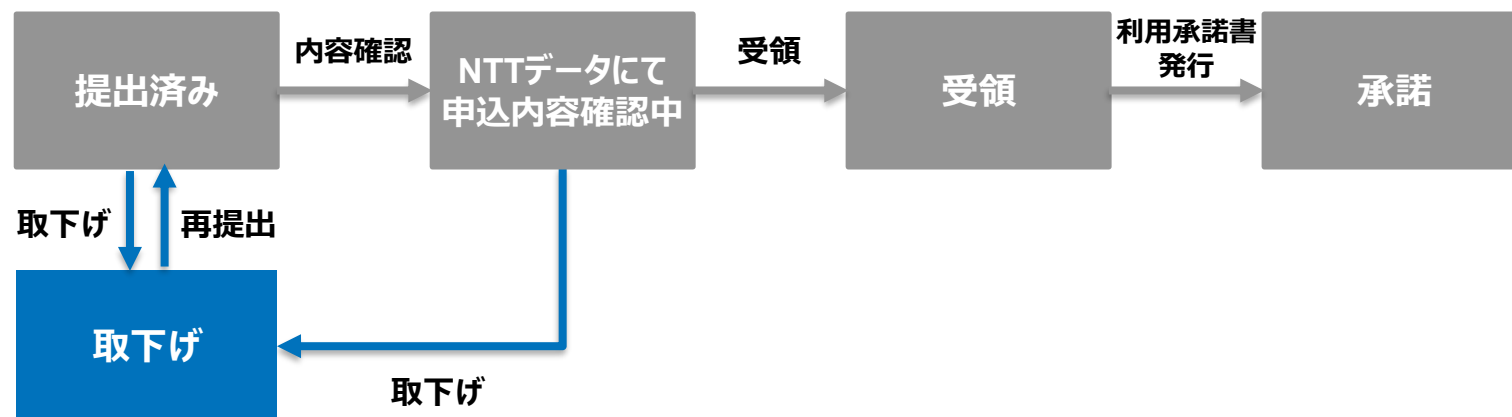 提出済み
内容確認
NTTデータにて
申込内容確認中
受領
受領
利用承諾書
発行
承諾
取下げ
再提出
取下げ
取下げ